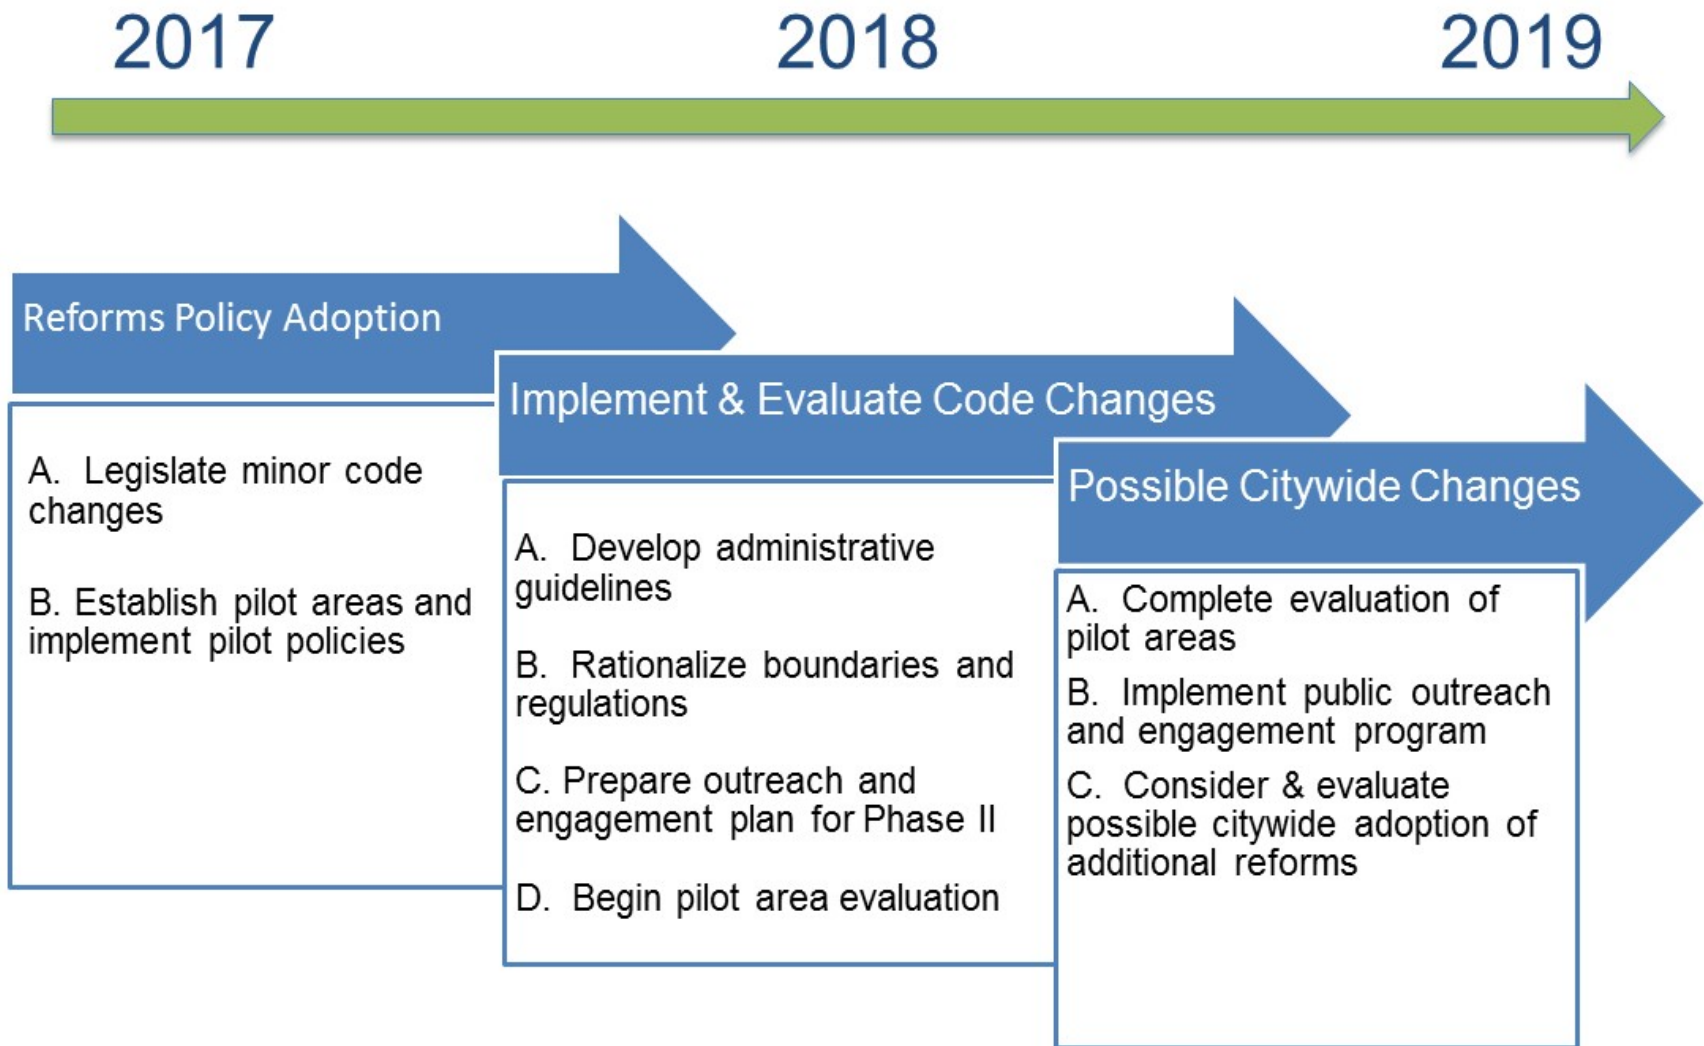 2017
2018
2019
Reforms Policy Adoption
A. Legislate minor code
changes
B. Establish pilot areas and
implement pilot policies
Implement & Evaluate Code Changes
A. Develop administrative
guidelines
B. Rationalize boundaries and
regulations
C. Prepare outreach and
engagement plan for Phase II
D. Begin pilot area evaluation
Possible Citywide Changes
A. Complete evaluation of
pilot areas
B. Implement public outreach
and engagement program
C. Consider & evaluate
possible citywide adoption of
additional reforms